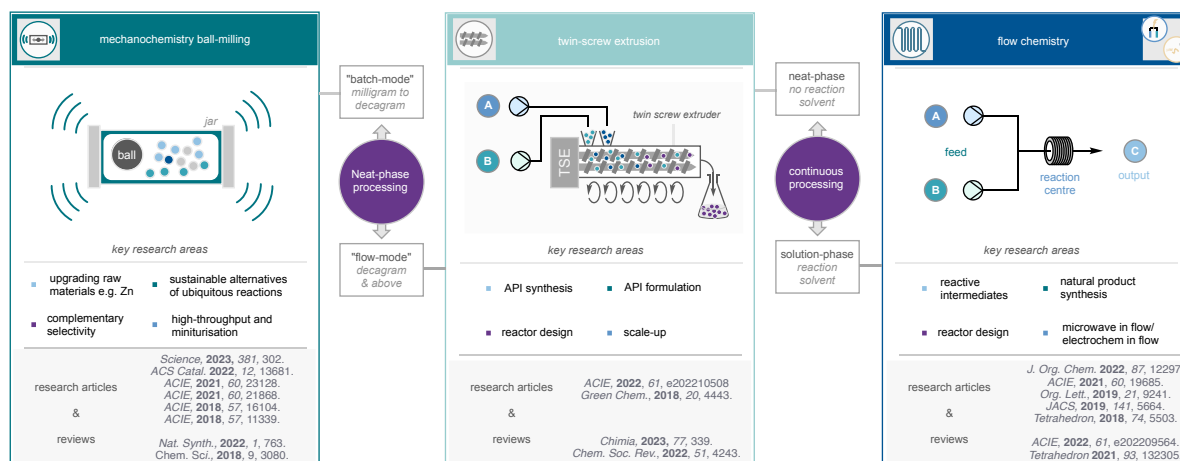 mechanochemistry ball-milling
jar
ball
key research areas
upgrading raw
materials e.g. Zn
sustainable alternatives
of ubiquitous reactions
complementary
selectivity
high-throughput and
miniturisation
research articles
&
reviews
Science, 2023, 381, 302.
ACS Catal. 2022, 12, 13681.
ACIE, 2021, 60, 23128.
ACIE, 2021, 60, 21868.
ACIE, 2018, 57, 16104.
ACIE, 2018, 57, 11339.
Nat. Synth., 2022, 1, 763.
Chem. Sci., 2018, 9, 3080.
"batch-mode"
milligram to
decagram
Neat-phase
processing
"flow-mode"
decagram
& above
twin-screw extrusion
A
B
TSE
twin screw extruder
key research areas
API synthesis
API formulation
reactor design
scale-up
research articles
&
reviews
ACIE, 2022, 61, e202210508
Green Chem., 2018, 20, 4443.
Chimia, 2023, 77, 339.
Chem. Soc. Rev., 2022, 51, 4243.
neat-phase
no reaction
solvent
continuous
processing
solution-phase
reaction
solvent
flow chemistry
A
feed
B
reaction
centre
C
output
key research areas
reactive
intermediates
natural product
synthesis
reactor design
microwave in flow/
electrochem in flow
research articles
&
reviews
J. Org. Chem. 2022, 87, 12297
ACIE, 2021, 60, 19685.
Org. Lett., 2019, 21, 9241.
JACS, 2019, 141, 5664.
Tetrahedron, 2018, 74, 5503.
ACIE, 2022, 61, e202209564.
Tetrahedron 2021, 93, 132305.